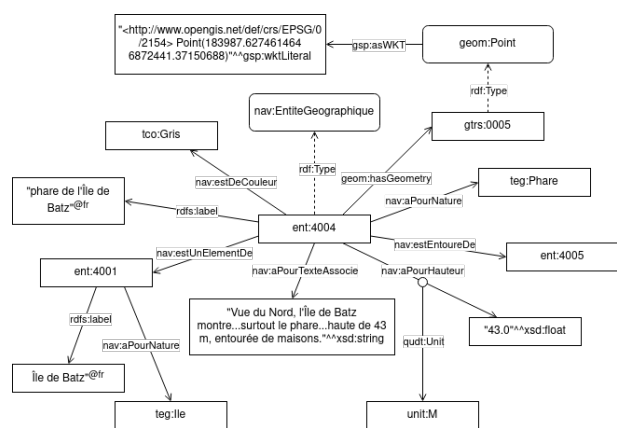 "<http://www.opengis.net/def/crs/EPSG/0
/2154> Point(183987.627461464
6872441.37150688)"^^gsp:wktLiteral
gsp:asWKT
geom:Point
rdf:Type
nav:EntiteGeographique
gtrs:0005
tco:Gris
rdf:Type
nav:estDeCouleur
geom:hasGeometry
teg:Phare
"phare de l'Île de
Batz"@fr
rdfs:label
nav:aPourNature
ent:4004
nav:estEntoureDe
ent:4005
nav:estUnElementDe
ent:4001
nav:aPourTexteAssocie
nav:aPourHauteur
rdfs:label
nav:aPourNature
"Vue du Nord, l'Île de Batz
montre...surtout le phare...haute de 43
m, entourée de maisons."^^xsd:string
"43.0"^^xsd:float
qudt:Unit
Île de Batz"@fr
teg:Ile
unit:M